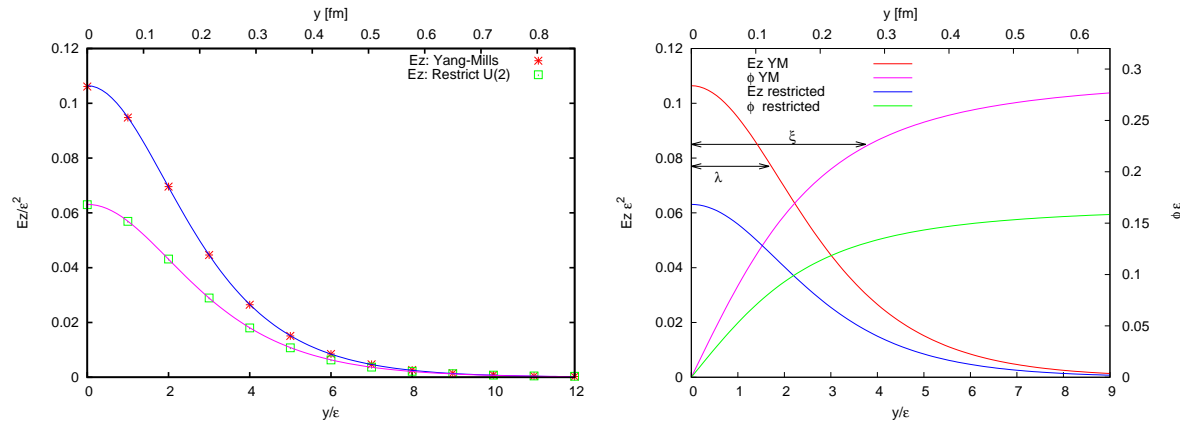 y [fm]
0 0.1 0.2 0.3 0.4 0.5 0.6 0.7 0.8
0.12
0.1
0.08
0.06
0.04
0.02
0
Ez/ε²
Ez: Yang-Mills
Ez: Restrict U(2)
0 2 4 6 8 10 12
y/ε
y [fm]
0 0.1 0.2 0.3 0.4 0.5 0.6
0.12
0.1
0.08
0.06
0.04
0.02
0
Ez ε²
Ez YM
ϕ YM
Ez restricted
ϕ restricted
ξ
λ
0.3
0.25
0.2
0.15
0.1
0.05
0
ϕ ε
0 1 2 3 4 5 6 7 8 9
y/ε